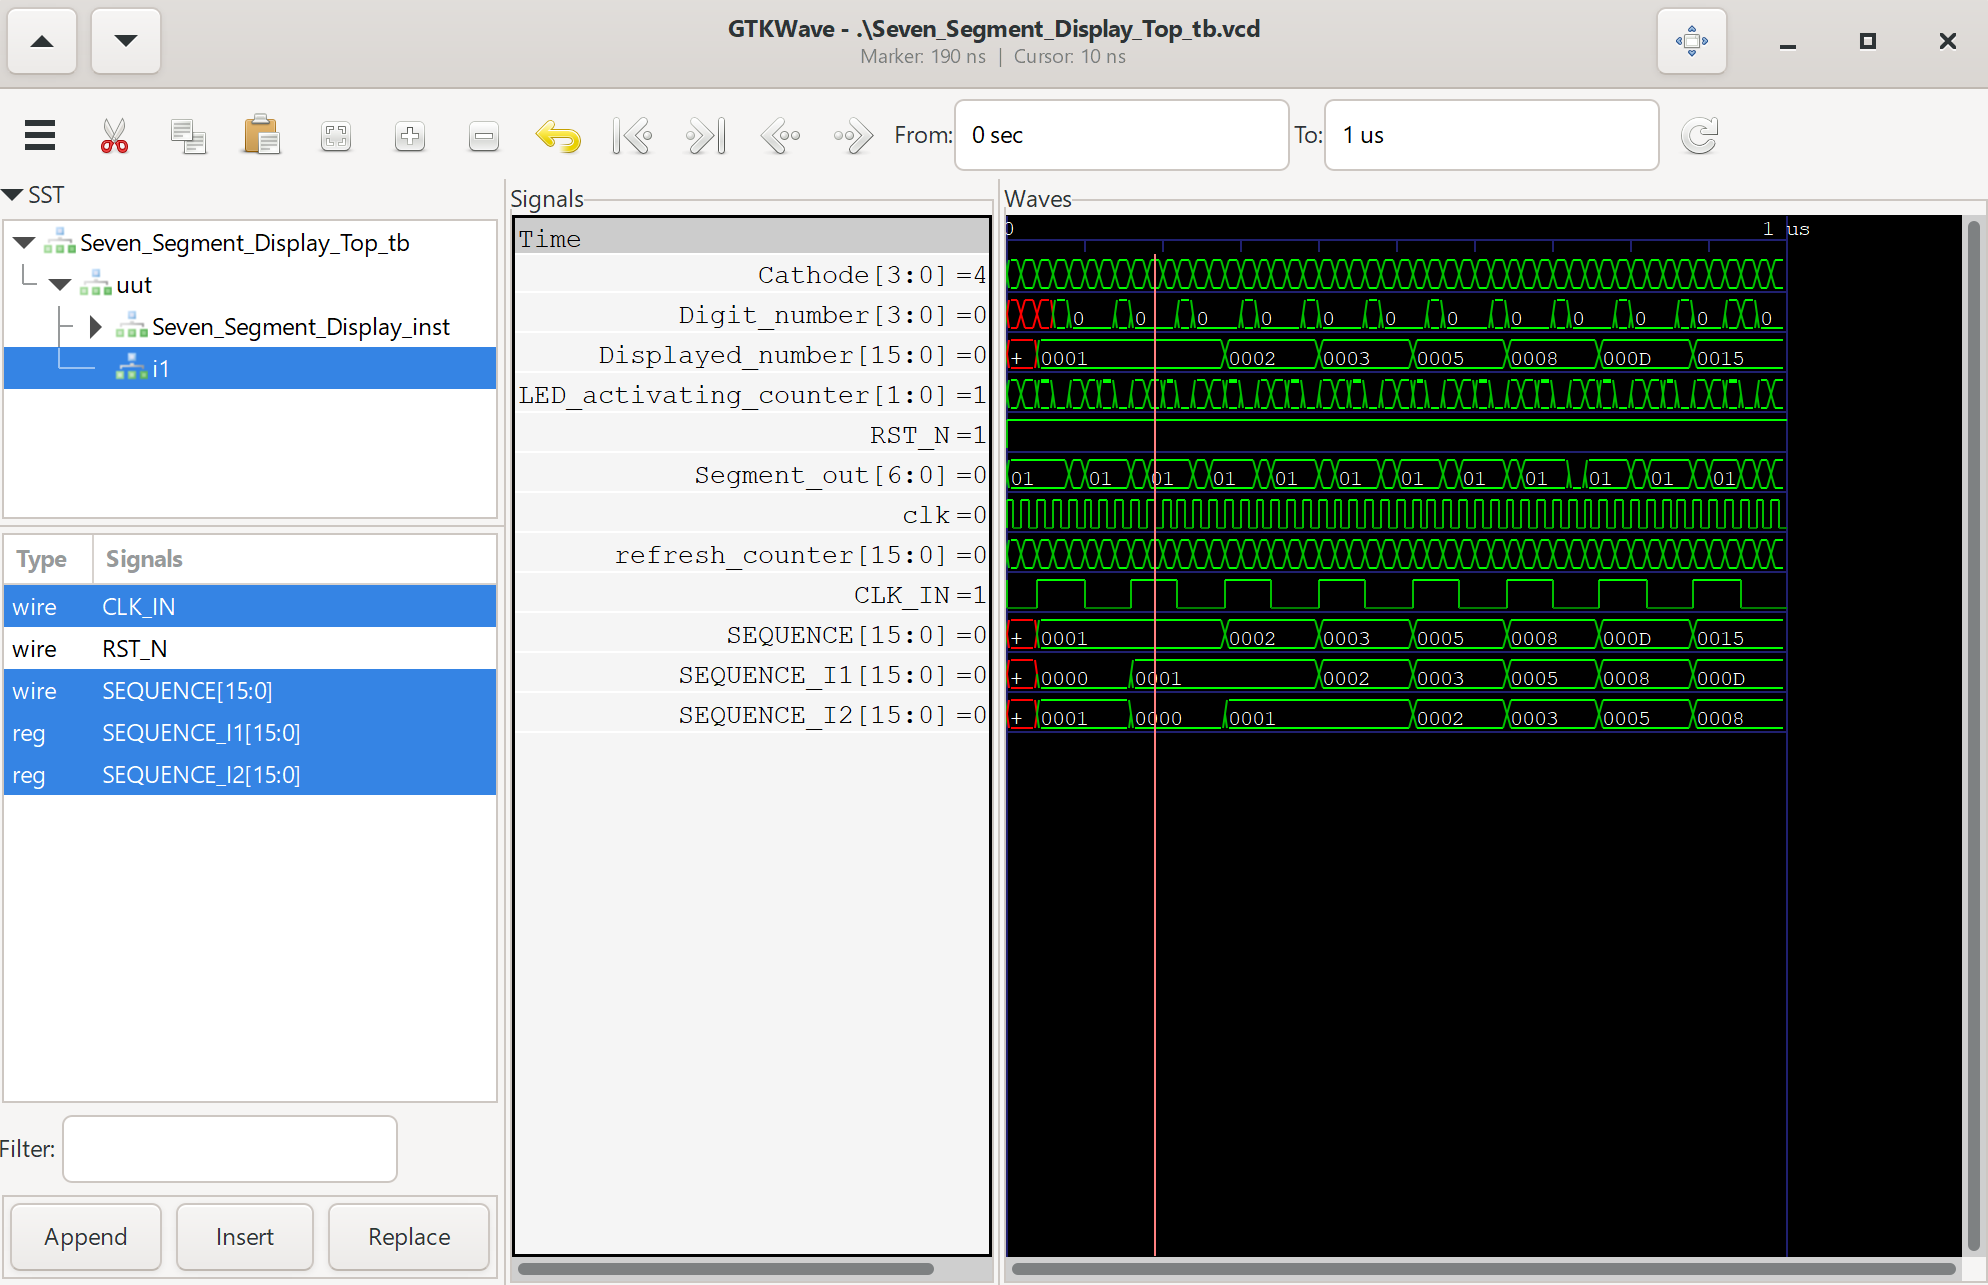 GTKWave - .\Seven_Segment_Display_Top_tb.vcd
Marker: 190 ns | Cursor: 10 ns
From: 0 sec To: 1 us
SST
Seven_Segment_Display_Top_tb
uut
Seven_Segment_Display_inst
i1
Type Signals
wire CLK_IN
wire RST_N
wire SEQUENCE[15:0]
reg SEQUENCE_I1[15:0]
reg SEQUENCE_I2[15:0]
Filter:
Append Insert Replace
Signals
Time
Cathode[3:0] =4
Digit_number[3:0] =0
Displayed_number[15:0] =0
LED_activating_counter[1:0] =1
RST_N =1
Segment_out[6:0] =0
clk =0
refresh_counter[15:0] =0
CLK_IN =1
SEQUENCE[15:0] =0
SEQUENCE_I1[15:0] =0
SEQUENCE_I2[15:0] =0
Waves
0 1 us
0 0 0 0 0 0 0 0 0 0 0 0
+ 0001 0002 0003 0005 0008 000D 0015
01 01 01 01 01 01 01 01 01 01 01 01
+ 0001 0002 0003 0005 0008 000D 0015
+ 0000 0001 0002 0003 0005 0008 000D
+ 0001 0000 0001 0002 0003 0005 0008